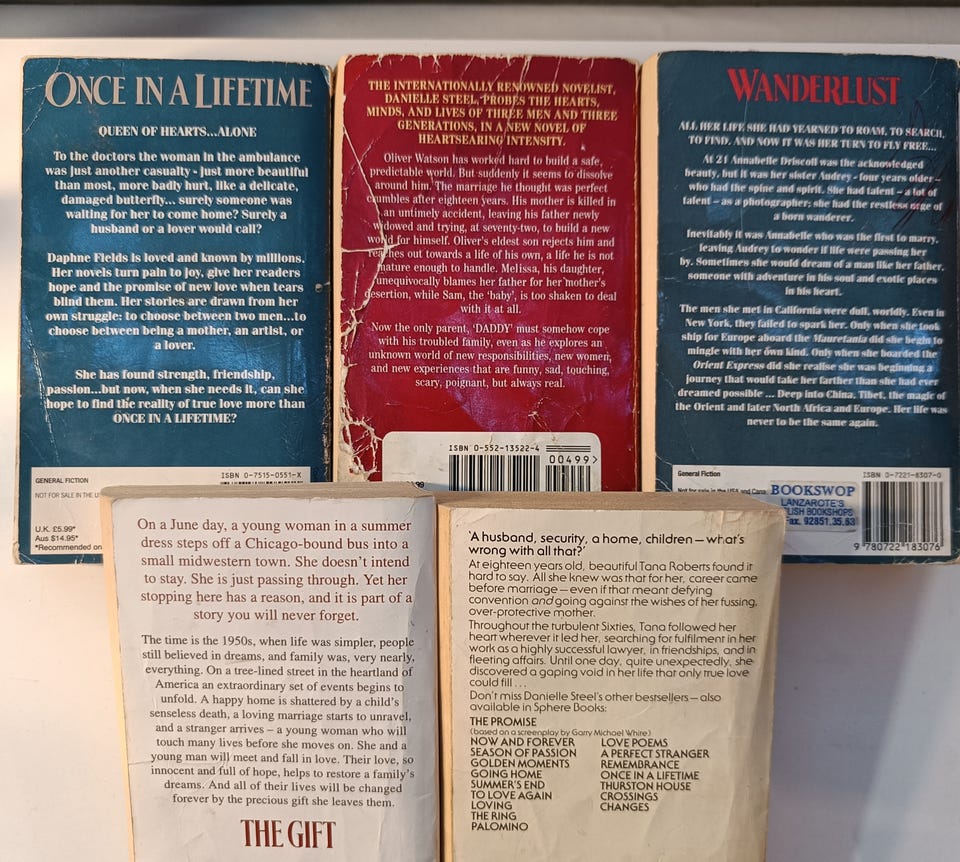 ONCE IN A LIFETIME
QUEEN OF HEARTS...ALONE
To the doctors the woman in the ambulance
was just another casualty - just more beautiful
than most, more badly hurt, like a delicate,
damaged butterfly... surely someone was
waiting for her to come home? Surely a
husband or a lover would call?
Daphne Fields is loved and known by millions.
Her novels turn pain to joy, give her readers
hope and the promise of new love when tears
blind them. Her stories are drawn from her
own struggle: to choose between two men...to
choose between being a mother, an artist, or
a lover.
She has found strength, friendship,
passion...but now, when she needs it, can she
hope to find the reality of true love more than
ONCE IN A LIFETIME?
GENERAL FICTION
NOT FOR SALE IN THE
U.K. £5.99*
Aus $14.95*
*Recommended
ISBN 0-7515-0551-X
THE INTERNATIONALLY RENOWNED NOVELIST,
DANIELLE STEEL, PROBES THE HEARTS,
MINDS, AND LIVES OF THREE MEN AND THREE
GENERATIONS, IN A NEW NOVEL OF
HEARTSEARING INTENSITY.
Oliver Watson has worked hard to build a safe,
predictable world. But suddenly it seems to dissolve
around him. The marriage he thought was perfect
crumbles after eighteen years. His mother is killed in
an untimely accident, leaving his father newly
widowed and trying, at seventy-two, to build a new
world for himself. Oliver's eldest son rejects him and
reaches out towards a life of his own, a life he is not
mature enough to handle. Melissa, his daughter,
unequivocally blames her father for her mother's
desertion, while Sam, the 'baby', is too shaken to deal
with it at all.
Now the only parent, 'DADDY' must somehow cope
with his troubled family, even as he explores an
unknown world of new responsibilities, new women,
and new experiences that are funny, sad, touching,
scary, poignant, but always real.
ISBN 0-552-13522-4
00499>
WANDERLUST
ALL HER LIFE SHE HAD YEARNED TO ROAM, TO SEARCH,
TO FIND. AND NOW IT WAS HER TURN TO FLY FREE...
At 21 Annabelle Driscoll was the acknowledged
beauty, but it was her sister Audrey - four years older -
who had the spine and spirit. She had talent - a lot of
talent - as a photographer; she had the restless urge of
a born wanderer.
Inevitably it was Annabelle who was the first to marry,
leaving Audrey to wonder if life were passing her
by. Sometimes she would dream of a man like her father,
someone with adventure in his soul and exotic places
in his heart.
The men she met in California were dull, worldly. Even in
New York, they failed to spark her. Only when she took
ship for Europe aboard the Mauretania did she begin to
mingle with her own kind. Only when she boarded the
Orient Express did she realise she was beginning a
journey that would take her farther than she had ever
dreamed possible ... Deep into China, Tibet, the magic of
the Orient and later North Africa and Europe. Her life was
never to be the same again.
General Fiction
Not for sale in the USA and
BOOKSWOP
LANZAROTE'S
BOOKSHOPS
Fax. 92851.35.63
ISBN 0-7221-8307-0
9 780722 183076
On a June day, a young woman in a summer
dress steps off a Chicago-bound bus into a
small midwestern town. She doesn't intend
to stay. She is just passing through. Yet her
stopping here has a reason, and it is part of a
story you will never forget.
The time is the 1950s, when life was simpler, people
still believed in dreams, and family was, very nearly,
everything. On a tree-lined street in the heartland of
America an extraordinary set of events begins to
unfold. A happy home is shattered by a child's
senseless death, a loving marriage starts to unravel,
and a stranger arrives – a young woman who will
touch many lives before she moves on. She and a
young man will meet and fall in love. Their love, so
innocent and full of hope, helps to restore a family's
dreams. And all of their lives will be changed
forever by the precious gift she leaves them.
THE GIFT
'A husband, security, a home, children – what's
wrong with all that?'
At eighteen years old, beautiful Tana Roberts found it
hard to say. All she knew was that for her, career came
before marriage – even if that meant defying
convention and going against the wishes of her fussing,
over-protective mother.
Throughout the turbulent Sixties, Tana followed her
heart wherever it led her, searching for fulfilment in her
work as a highly successful lawyer, in friendships, and in
fleeting affairs. Until one day, quite unexpectedly, she
discovered a gaping void in her life that only true love
could fill...
Don't miss Danielle Steel's other bestsellers – also
available in Sphere Books:
THE PROMISE
(based on a screenplay by Garry Michael White)
NOW AND FOREVER
SEASON OF PASSION
GOLDEN MOMENTS
GOING HOME
SUMMER'S END
TO LOVE AGAIN
LOVING
THE RING
PALOMINO
LOVE POEMS
A PERFECT STRANGER
REMEMBRANCE
ONCE IN A LIFETIME
THURSTON HOUSE
CROSSINGS
CHANGES